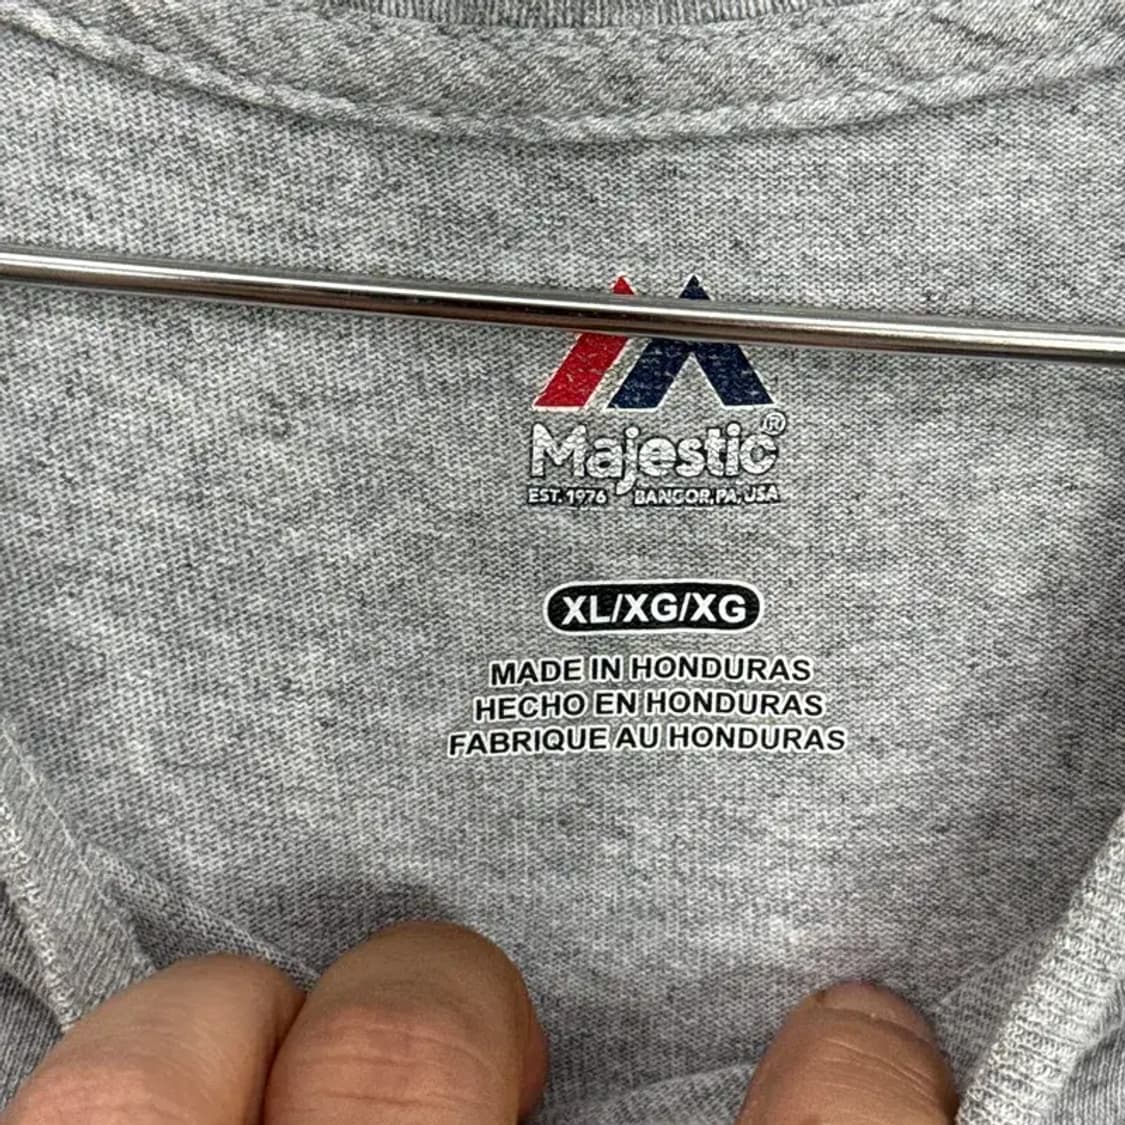 Majestic®
EST. 1976 BANGOR, PA, USA
XL/XG/XG
MADE IN HONDURAS
HECHO EN HONDURAS
FABRIQUE AU HONDURAS